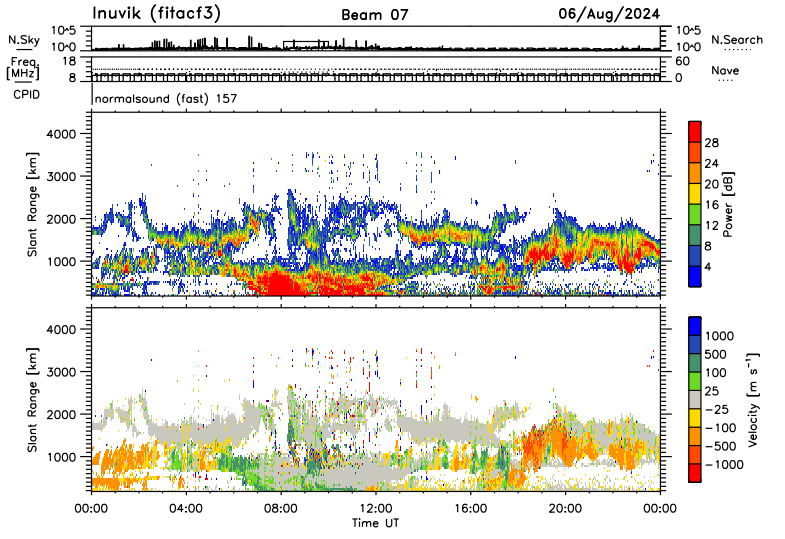 Inuvik (fitacf3) Beam 07 06/Aug/2024
N.Sky 10^5 10^5 N.Search
10^0 10^0
Freq. 18 60
[MHz] 8 0 Nave
CPID normalsound (fast) 157
Slant Range [km]
4000
3000
2000
1000
28
24
20
16
12
8
4
Power [dB]
Slant Range [km]
4000
3000
2000
1000
1000
500
100
25
-25
-100
-500
-1000
Velocity [m s^-1]
00:00 04:00 08:00 12:00 16:00 20:00 00:00
Time UT